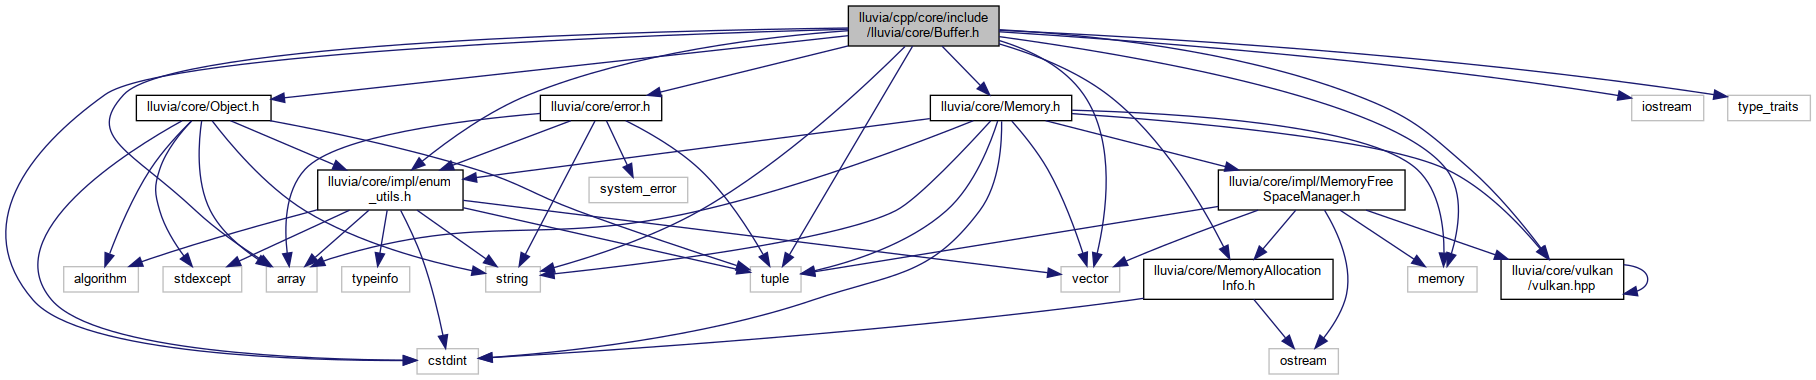 lluvia/cpp/core/include
/lluvia/core/Buffer.h
lluvia/core/Object.h
lluvia/core/error.h
lluvia/core/Memory.h
iostream
type_traits
lluvia/core/impl/enum
_utils.h
system_error
lluvia/core/impl/MemoryFree
SpaceManager.h
algorithm
stdexcept
array
typeinfo
string
tuple
vector
lluvia/core/MemoryAllocation
Info.h
memory
lluvia/core/vulkan
/vulkan.hpp
cstdint
ostream